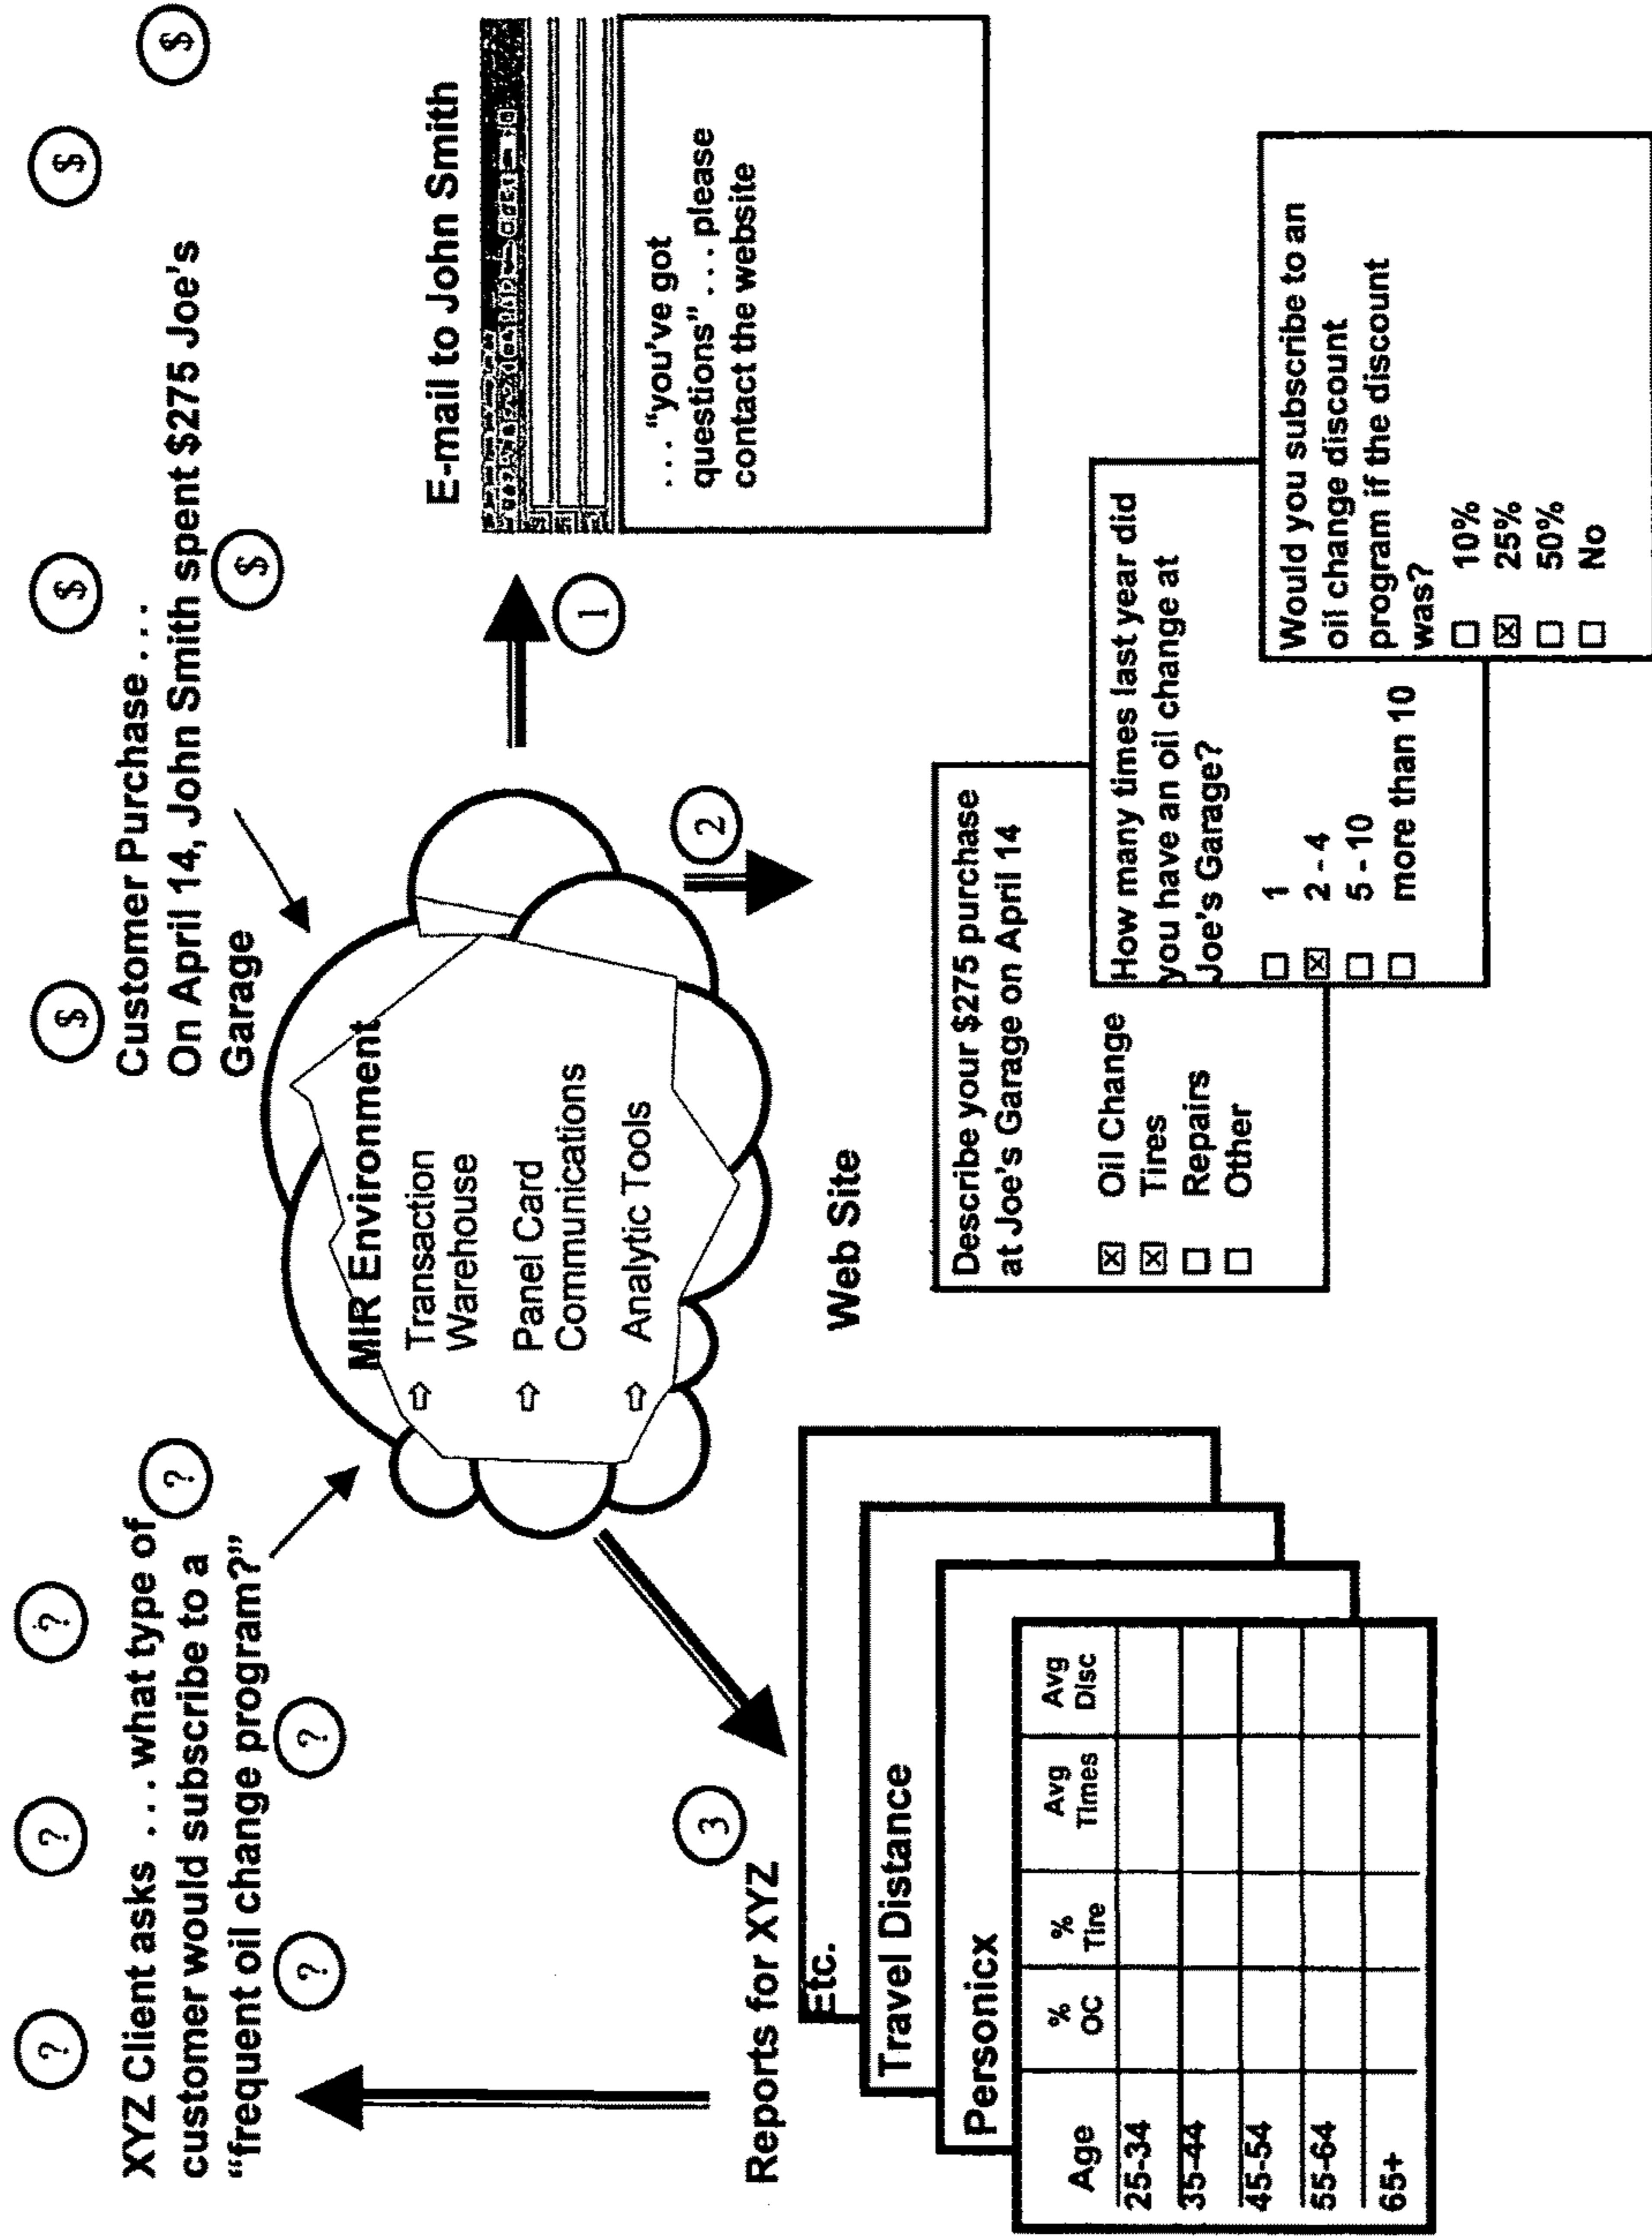 ?
?
?
$
$
$
$
XYZ Client asks . . . what type of
?
customer would subscribe to a
“frequent oil change program?”
?
?
Customer Purchase . . . .
On April 14, John Smith spent $275 Joe’s
Garage
$
MIR Environment
⇨ Transaction
Warehouse
⇨ Panel Card
Communications
⇨ Analytic Tools
E-mail to John Smith
1
. . . “you’ve got
questions” . . . please
contact the website
2
3
Reports for XYZ
Etc.
Travel Distance
Personicx
Age % OC % Tire Avg Times Avg Disc
25-34
35-44
45-54
55-64
65+
Web Site
Describe your $275 purchase
at Joe’s Garage on April 14
☒ Oil Change
☒ Tires
☐ Repairs
☐ Other
How many times last year did
you have an oil change at
Joe’s Garage?
☐ 1
☒ 2 - 4
☐ 5 - 10
☐ more than 10
Would you subscribe to an
oil change discount
program if the discount
was?
☐ 10%
☒ 25%
☐ 50%
☐ No